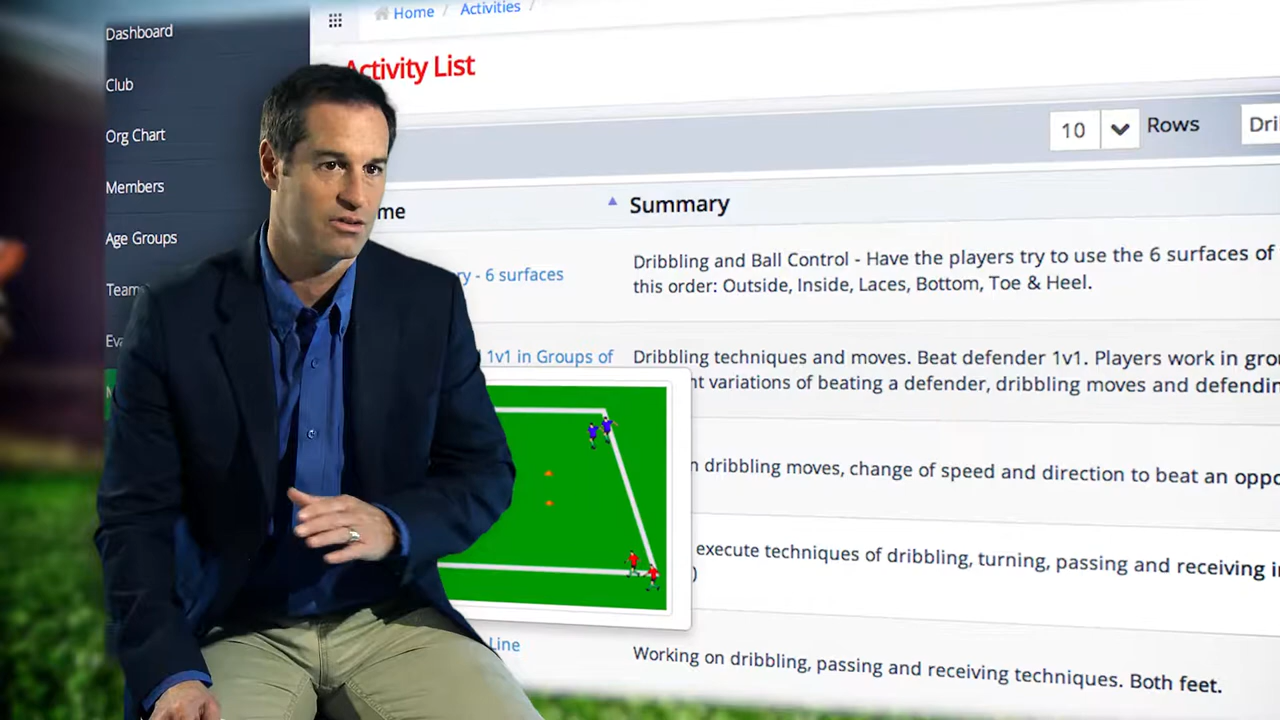 Home / Activities /
Dashboard
Activity List
Club
10 Rows
Org Chart
Members
Summary
Age Groups
- 6 surfaces
Dribbling and Ball Control - Have the players try to use the 6 surfaces of
this order: Outside, Inside, Laces, Bottom, Toe & Heel.
1v1 in Groups of
Dribbling techniques and moves. Beat defender 1v1. Players work in
variations of beating a defender, dribbling moves and
dribbling moves, change of speed and direction to beat an
execute techniques of dribbling, turning, passing and receiving
Line
Working on dribbling, passing and receiving techniques. Both feet.